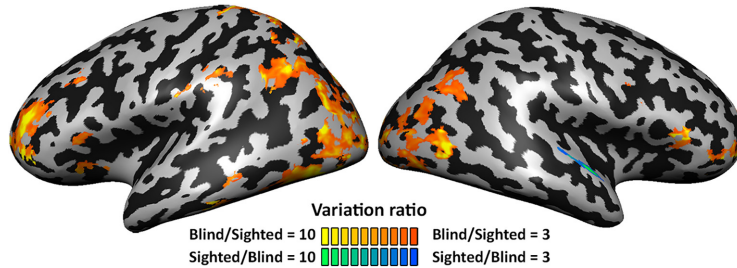 Variation ratio
Blind/Sighted = 10 Blind/Sighted = 3
Sighted/Blind = 10 Sighted/Blind = 3